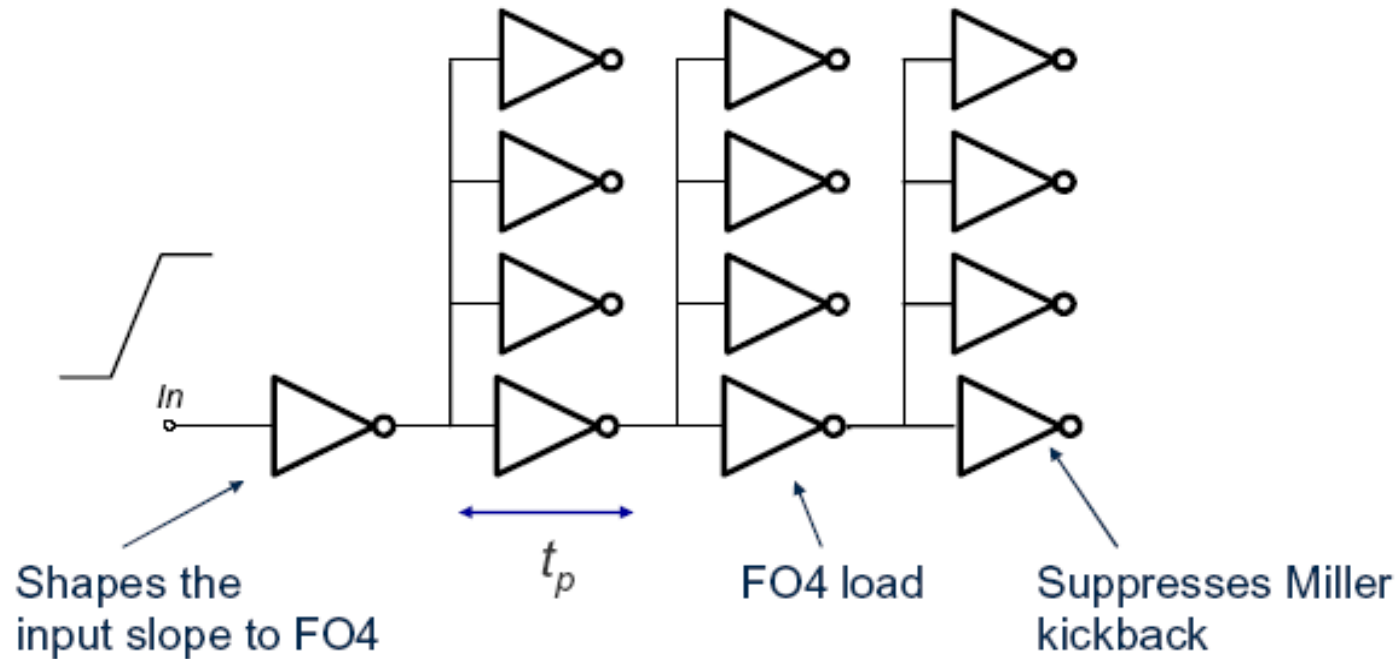 In
t_p
Shapes the
input slope to FO4
FO4 load
Suppresses Miller
kickback